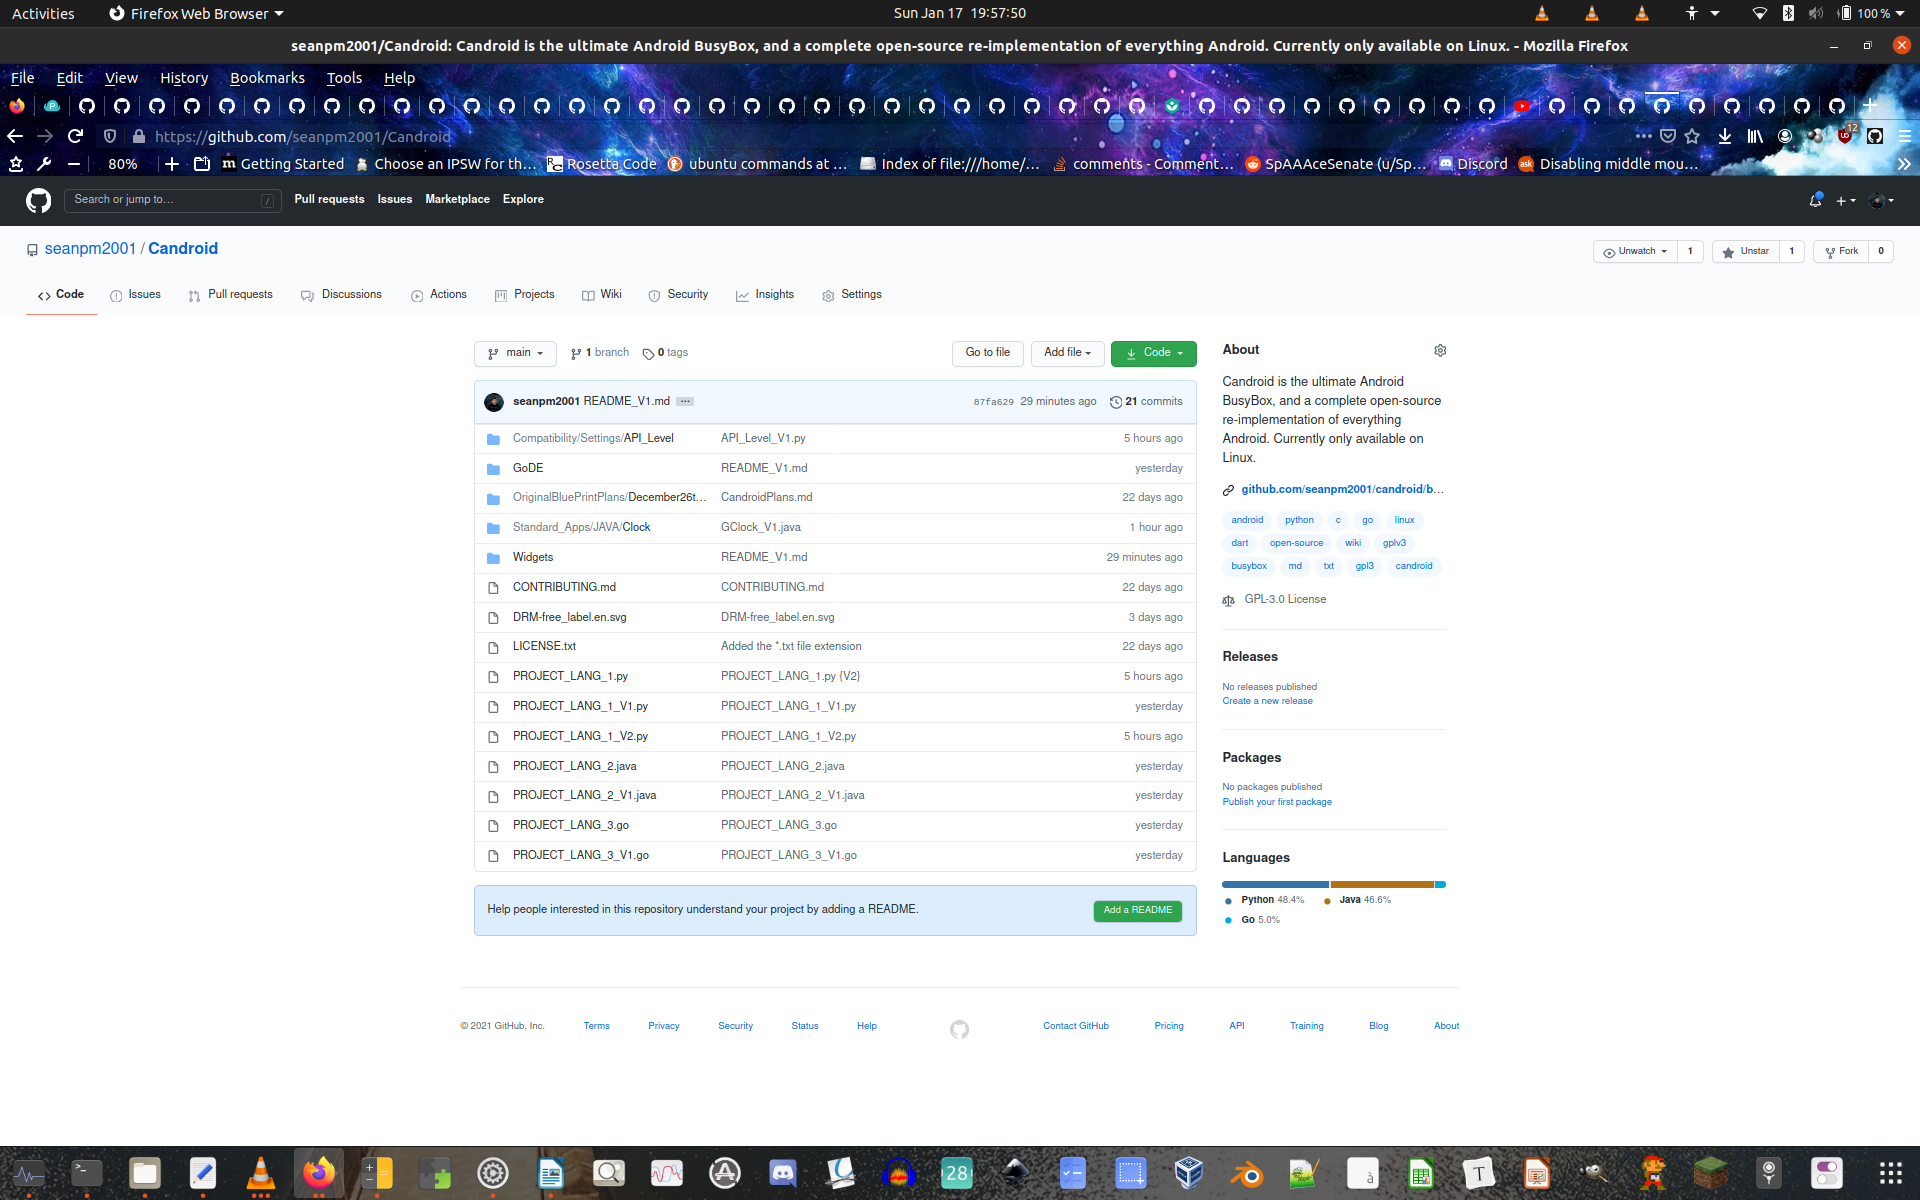 Activities
Firefox Web Browser
Sun Jan 17 19:57:50
100 %
seanpm2001/Candroid: Candroid is the ultimate Android BusyBox, and a complete open-source re-implementation of everything Android. Currently only available on Linux. - Mozilla Firefox
File Edit View History Bookmarks Tools Help
https://github.com/seanpm2001/Candroid
12
80%
Getting Started
Choose an IPSW for th…
Rosetta Code
ubuntu commands at …
Index of file:///home/…
comments - Comment…
SpAAAceSenate (u/Sp…
Discord
Disabling middle mou…
Search or jump to…
/
Pull requests Issues Marketplace Explore
seanpm2001 / Candroid
Unwatch 1
Unstar 1
Fork 0
Code Issues Pull requests Discussions Actions Projects Wiki Security Insights Settings
main
1 branch
0 tags
Go to file
Add file
Code
seanpm2001 README_V1.md ...
87fa629 29 minutes ago
21 commits
Compatibility/Settings/API_Level API_Level_V1.py 5 hours ago
GoDE README_V1.md yesterday
OriginalBluePrintPlans/December26t… CandroidPlans.md 22 days ago
Standard_Apps/JAVA/Clock GClock_V1.java 1 hour ago
Widgets README_V1.md 29 minutes ago
CONTRIBUTING.md CONTRIBUTING.md 22 days ago
DRM-free_label.en.svg DRM-free_label.en.svg 3 days ago
LICENSE.txt Added the *.txt file extension 22 days ago
PROJECT_LANG_1.py PROJECT_LANG_1.py {V2} 5 hours ago
PROJECT_LANG_1_V1.py PROJECT_LANG_1_V1.py yesterday
PROJECT_LANG_1_V2.py PROJECT_LANG_1_V2.py 5 hours ago
PROJECT_LANG_2.java PROJECT_LANG_2.java yesterday
PROJECT_LANG_2_V1.java PROJECT_LANG_2_V1.java yesterday
PROJECT_LANG_3.go PROJECT_LANG_3.go yesterday
PROJECT_LANG_3_V1.go PROJECT_LANG_3_V1.go yesterday
Help people interested in this repository understand your project by adding a README.
Add a README
About
Candroid is the ultimate Android
BusyBox, and a complete open-source
re-implementation of everything
Android. Currently only available on
Linux.
github.com/seanpm2001/candroid/b…
android python c go linux
dart open-source wiki gplv3
busybox md txt gpl3 candroid
GPL-3.0 License
Releases
No releases published
Create a new release
Packages
No packages published
Publish your first package
Languages
Python 48.4%
Java 46.6%
Go 5.0%
© 2021 GitHub, Inc. Terms Privacy Security Status Help
Contact GitHub Pricing API Training Blog About
28